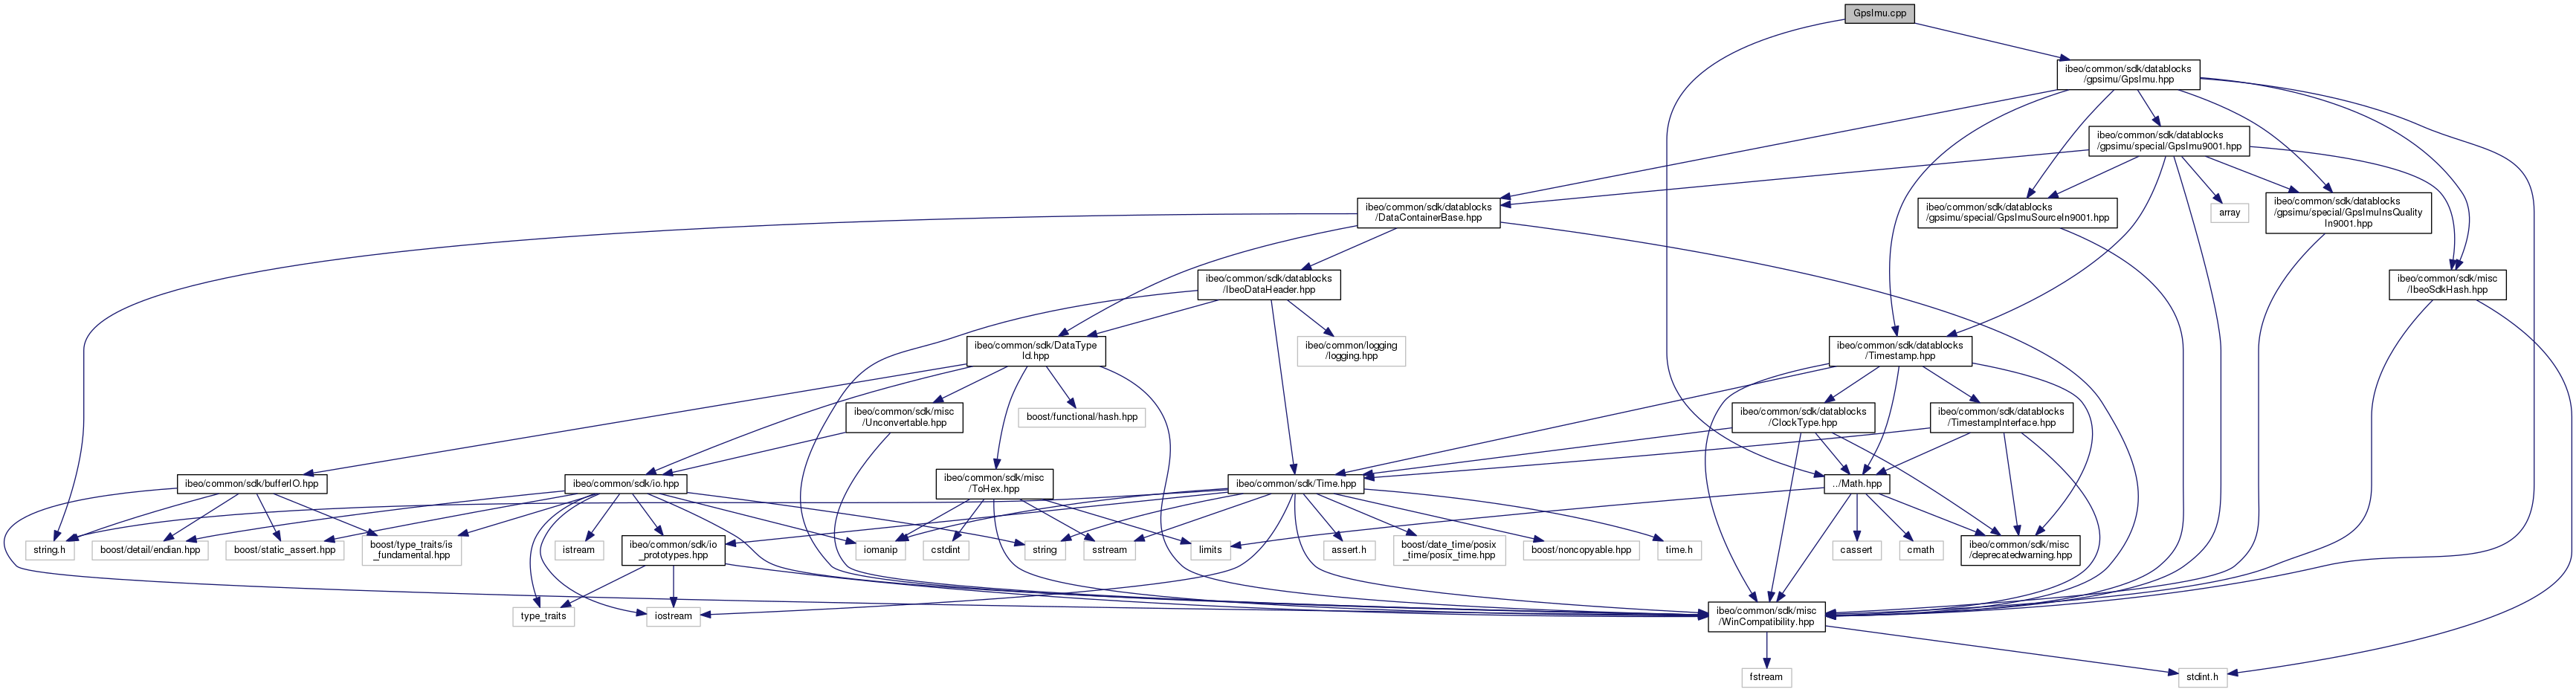 GpsImu.cpp
ibeo/common/sdk/datablocks
/gpsimu/GpsImu.hpp
ibeo/common/sdk/datablocks
/gpsimu/special/GpsImu9001.hpp
ibeo/common/sdk/datablocks
/DataContainerBase.hpp
ibeo/common/sdk/datablocks
/gpsimu/special/GpsImuSourceIn9001.hpp
array
ibeo/common/sdk/datablocks
/gpsimu/special/GpsImuInsQuality
In9001.hpp
ibeo/common/sdk/datablocks
/IbeoDataHeader.hpp
ibeo/common/sdk/misc
/IbeoSdkHash.hpp
ibeo/common/sdk/DataType
Id.hpp
ibeo/common/logging
/logging.hpp
ibeo/common/sdk/datablocks
/Timestamp.hpp
ibeo/common/sdk/misc
/Unconvertable.hpp
boost/functional/hash.hpp
ibeo/common/sdk/datablocks
/ClockType.hpp
ibeo/common/sdk/datablocks
/TimestampInterface.hpp
ibeo/common/sdk/bufferIO.hpp
ibeo/common/sdk/io.hpp
ibeo/common/sdk/misc
/ToHex.hpp
ibeo/common/sdk/Time.hpp
../Math.hpp
string.h
boost/detail/endian.hpp
boost/static_assert.hpp
boost/type_traits/is
_fundamental.hpp
istream
ibeo/common/sdk/io
_prototypes.hpp
iomanip
cstdint
string
sstream
limits
assert.h
boost/date_time/posix
_time/posix_time.hpp
boost/noncopyable.hpp
time.h
cassert
cmath
ibeo/common/sdk/misc
/deprecatedwarning.hpp
type_traits
iostream
ibeo/common/sdk/misc
/WinCompatibility.hpp
fstream
stdint.h